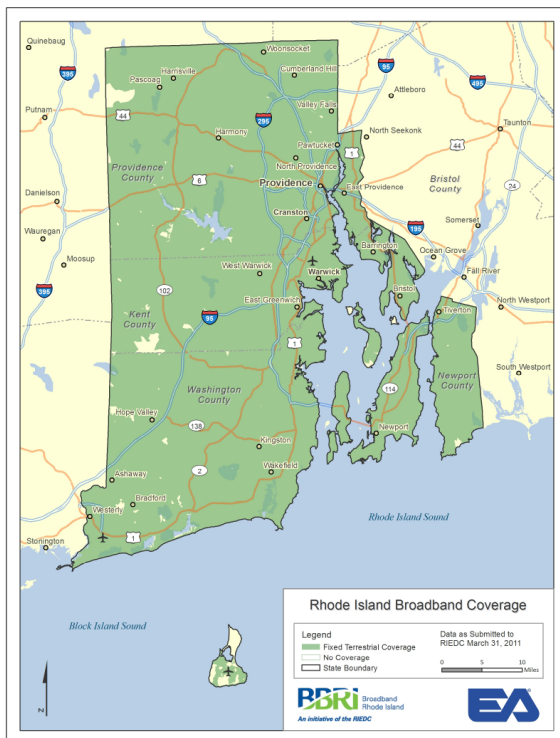 Quinebaug
Woonsocket
395
Harrisville
Cumberland Hill
95
495
Pascoag
Attleboro
Putnam
Valley Falls
44
295
Taunton
Harmony
North Seekonk
Pawtucket
1
44
North Providence
Providence
County
6
Providence
East Providence
Bristol
County
24
Danielson
Cranston
195
Somerset
Wauregan
Barrington
Ocean Grove
Moosup
West Warwick
Warwick
Fall River
395
102
East Greenwich
Bristol
North Westport
Tiverton
Kent
County
95
1
South Westport
Washington
County
114
Newport
County
Hope Valley
138
Newport
Kingston
2
Wakefield
Ashaway
Bredford
Westerly
Rhode Island Sound
1
Stonington
Block Island Sound
Rhode Island Broadband Coverage
Legend
Fixed Terrestrial Coverage
No Coverage
State Boundary
Data as Submitted to
RIEDC March 31, 2011
0 5 10
Miles
N
BBRI Broadband
Rhode Island
An initiative of the RIEDC
EA